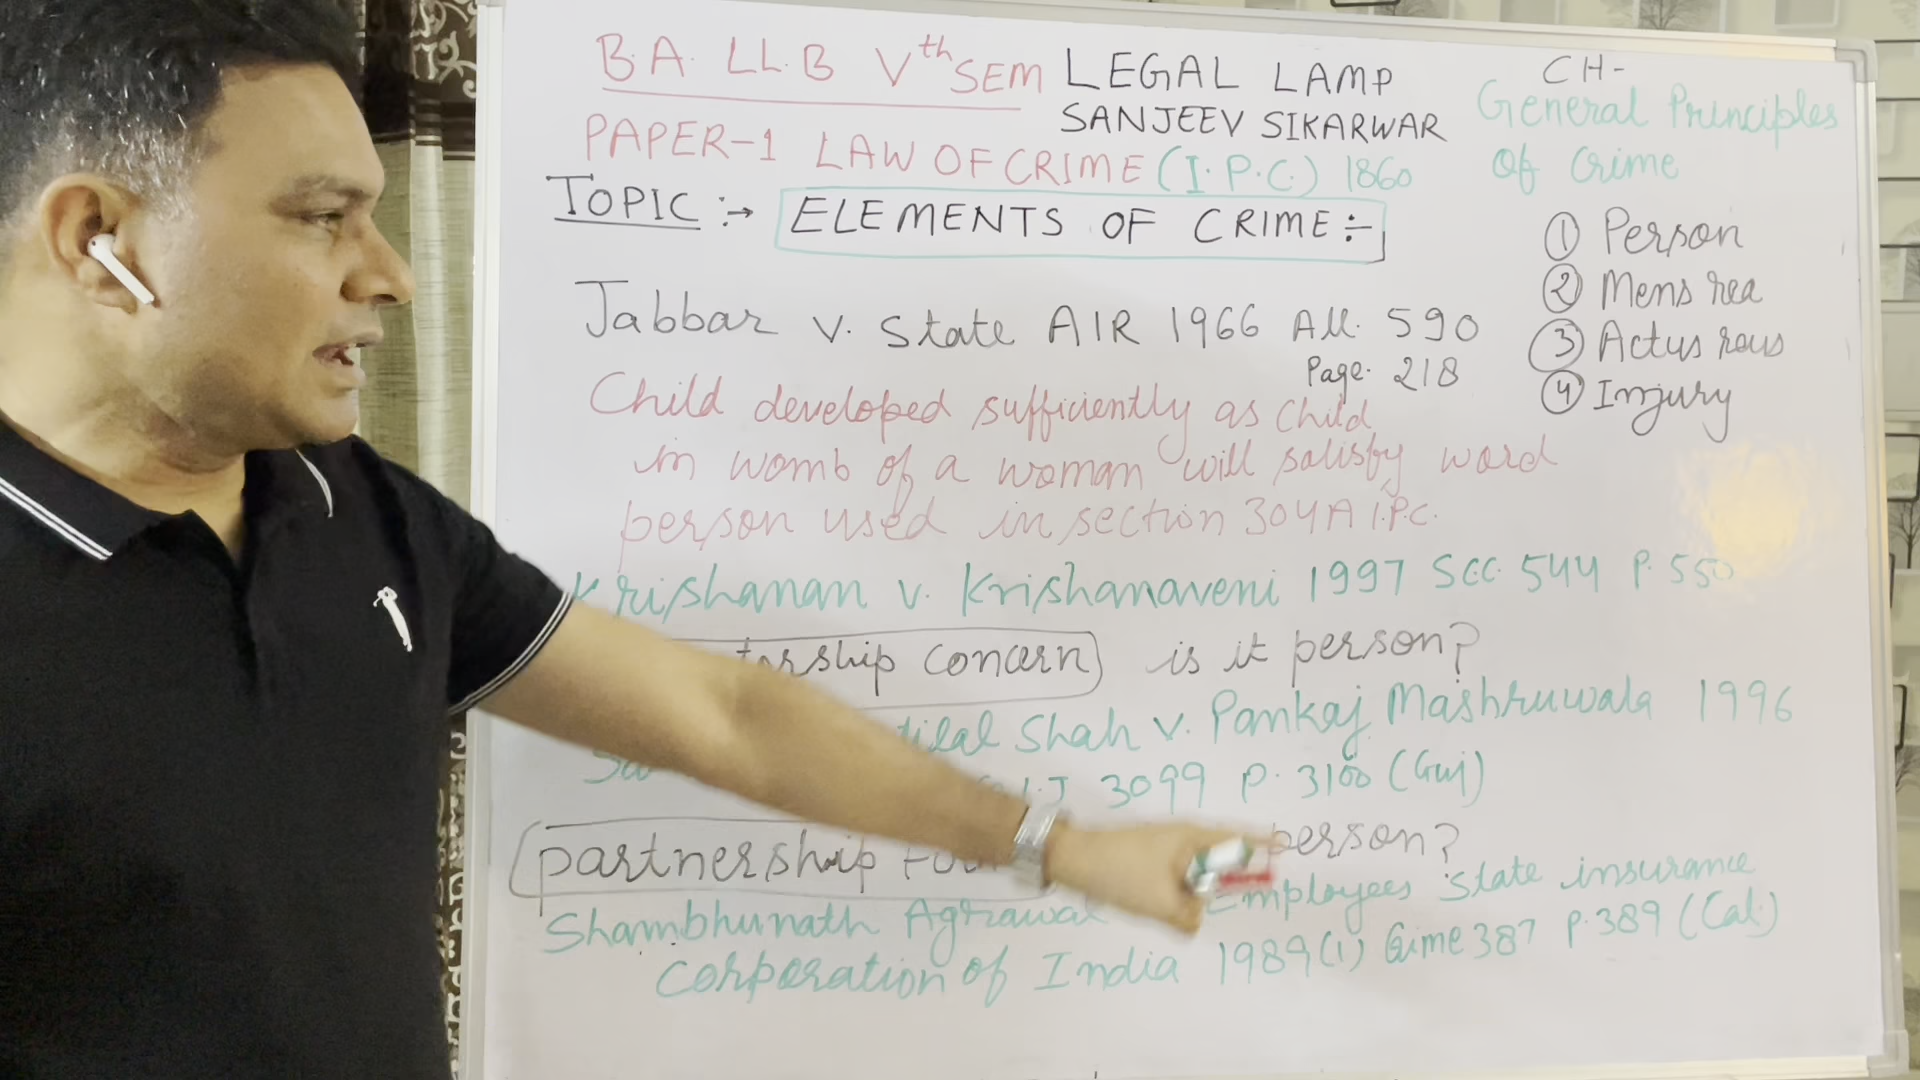 B.A. LL.B Vth SEM
LEGAL LAMP
SANJEEV SIKARWAR
PAPER-1 LAW OF CRIME (I.P.C.) 1860
CH-
General Principles
Of Crime
TOPIC :→ ELEMENTS OF CRIME :-
① Person
② Mens rea
③ Actus reus
④ Injury
Jabbar v. State AIR 1966 All. 590
Page. 218
Child developed sufficiently as child
in womb of a woman will satisfy word
person used in section 304A I.P.C.
Krishanan v. Krishanaveni 1997 SCC 544 P. 550
concern is it person?
Shah v. Pankaj Mashruwala 1996
3099 P. 3100 (Guj)
partnership person?
Shambhunath Agrawal Employees State insurance
Corporation of India 1989(1) Crime 387 P.389 (Cal.)